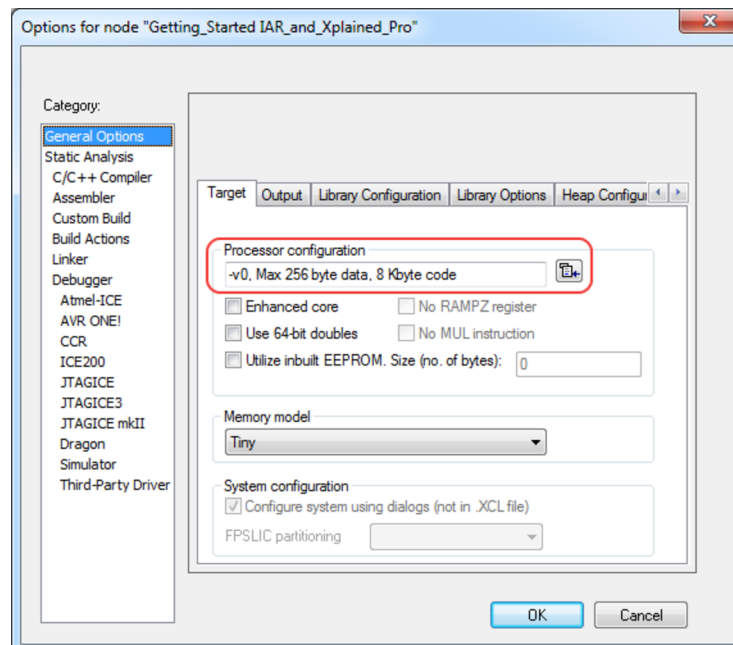 Options for node "Getting_Started IAR_and_Xplained_Pro"
Category:
General Options
Static Analysis
C/C++ Compiler
Assembler
Custom Build
Build Actions
Linker
Debugger
Atmel-ICE
AVR ONE!
CCR
ICE200
JTAGICE
JTAGICE3
JTAGICE mkII
Dragon
Simulator
Third-Party Driver
Target Output Library Configuration Library Options Heap Configur
Processor configuration
-v0, Max 256 byte data, 8 Kbyte code
Enhanced core No RAMPZ register
Use 64-bit doubles No MUL instruction
Utilize inbuilt EEPROM. Size (no. of bytes): 0
Memory model
Tiny
System configuration
Configure system using dialogs (not in .XCL file)
FPSLIC partitioning
OK Cancel